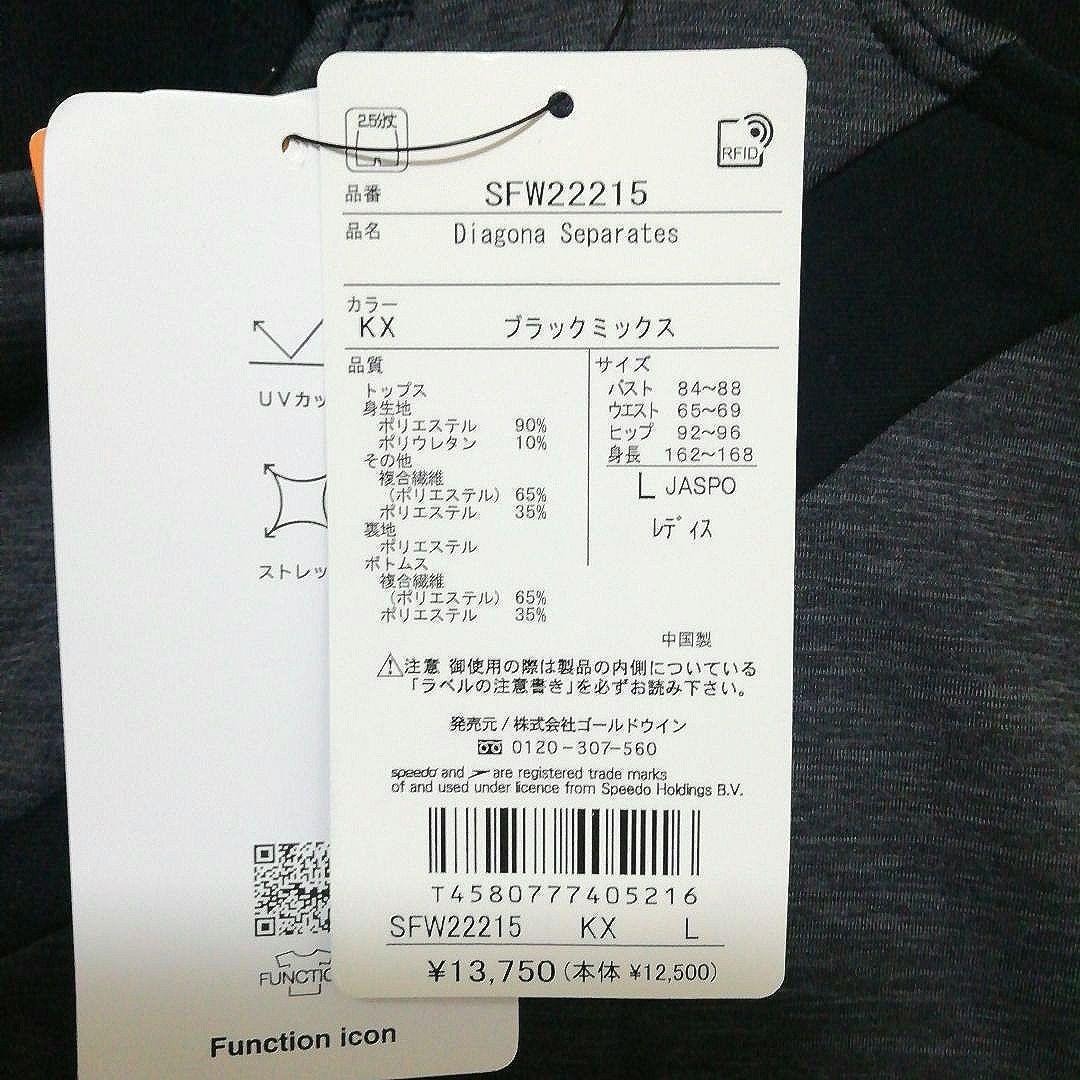 2.5分丈
RFID
品番 SFW22215
品名 Diagona Separates
カラー
KX ブラックミックス
品質
トップス
身生地
ポリエステル 90%
ポリウレタン 10%
その他
複合繊維
（ポリエステル） 65%
ポリエステル 35%
裏地
ポリエステル
ボトムス
複合繊維
（ポリエステル） 65%
ポリエステル 35%
サイズ
バスト 84～88
ウエスト 65～69
ヒップ 92～96
身長 162～168
L JASPO
レディス
中国製
注意 御使用の際は製品の内側についている
「ラベルの注意書き」を必ずお読み下さい。
発売元/株式会社ゴールドウイン
0120-307-560
speedo and are registered trade marks
of and used under licence from Speedo Holdings B.V.
T4580777405216
SFW22215 KX L
¥13,750(本体 ¥12,500)
UVカッ
ストレッ
FUNCTIO
Function icon